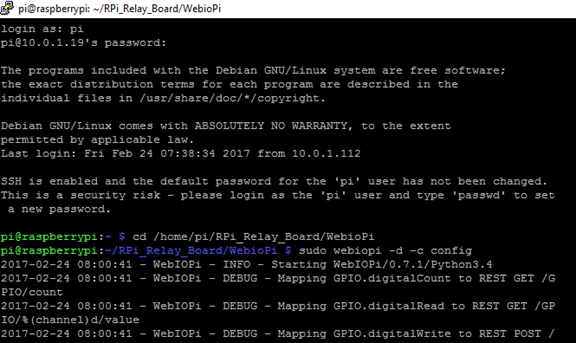 pi@raspberrypi: ~/RPi_Relay_Board/WebioPi
login as: pi
pi@10.0.1.19's password:
The programs included with the Debian GNU/Linux system are free software;
the exact distribution terms for each program are described in the
individual files in /usr/share/doc/*/copyright.
Debian GNU/Linux comes with ABSOLUTELY NO WARRANTY, to the extent
permitted by applicable law.
Last login: Fri Feb 24 07:38:34 2017 from 10.0.1.112
SSH is enabled and the default password for the 'pi' user has not been changed.
This is a security risk - please login as the 'pi' user and type 'passwd' to set
a new password.
pi@raspberrypi:~ $ cd /home/pi/RPi_Relay_Board/WebioPi
pi@raspberrypi:~/RPi_Relay_Board/WebioPi $ sudo webiopi -d -c config
2017-02-24 08:00:41 - WebIOPi - INFO - Starting WebIOPi/0.7.1/Python3.4
2017-02-24 08:00:41 - WebIOPi - DEBUG - Mapping GPIO.digitalCount to REST GET /G
PIO/count
2017-02-24 08:00:41 - WebIOPi - DEBUG - Mapping GPIO.digitalRead to REST GET /GP
IO/%(channel)d/value
2017-02-24 08:00:41 - WebIOPi - DEBUG - Mapping GPIO.digitalWrite to REST POST /